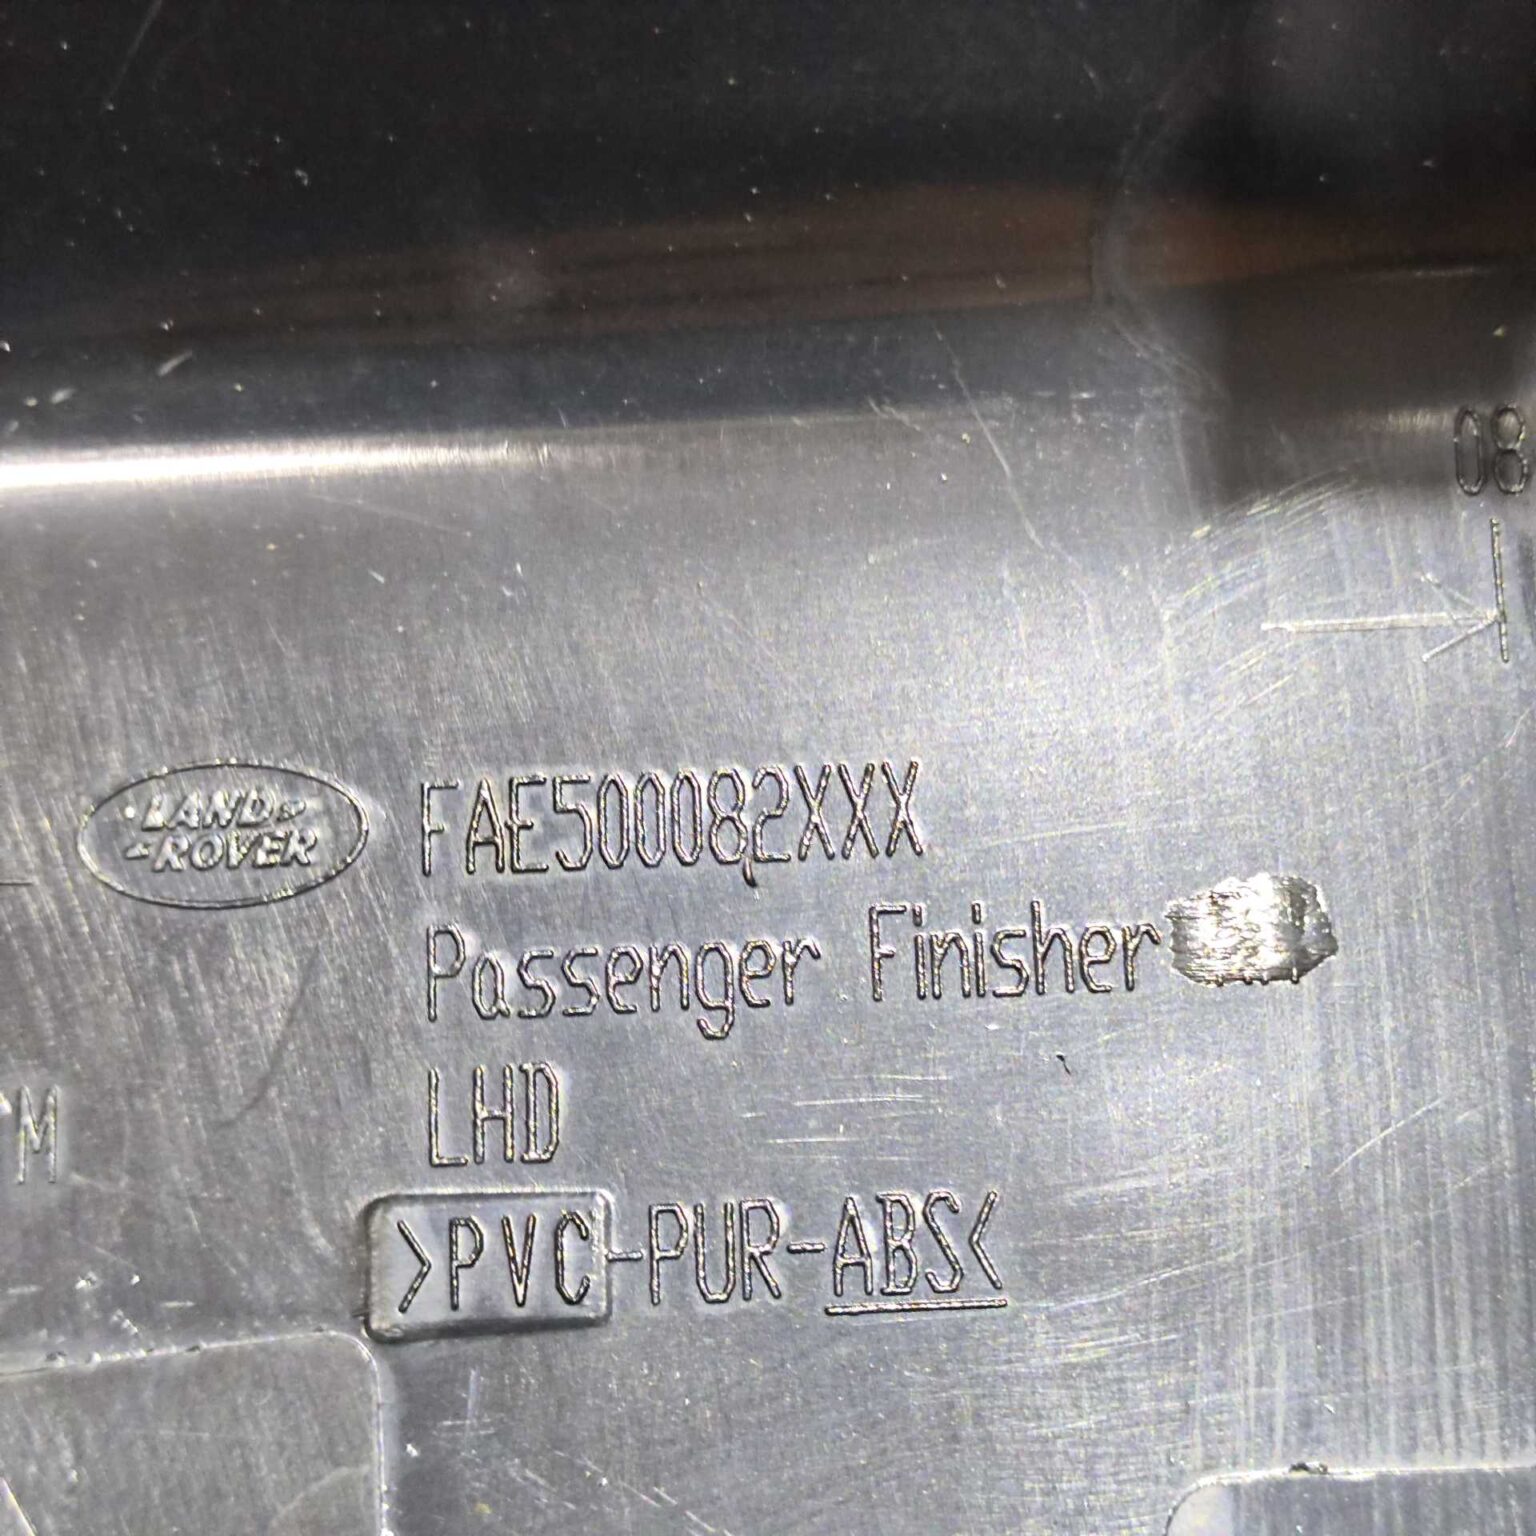 08
LAND
ROVER
FAE500082XXX
Passenger Finisher
LHD
M
>PVC-PUR-ABS<